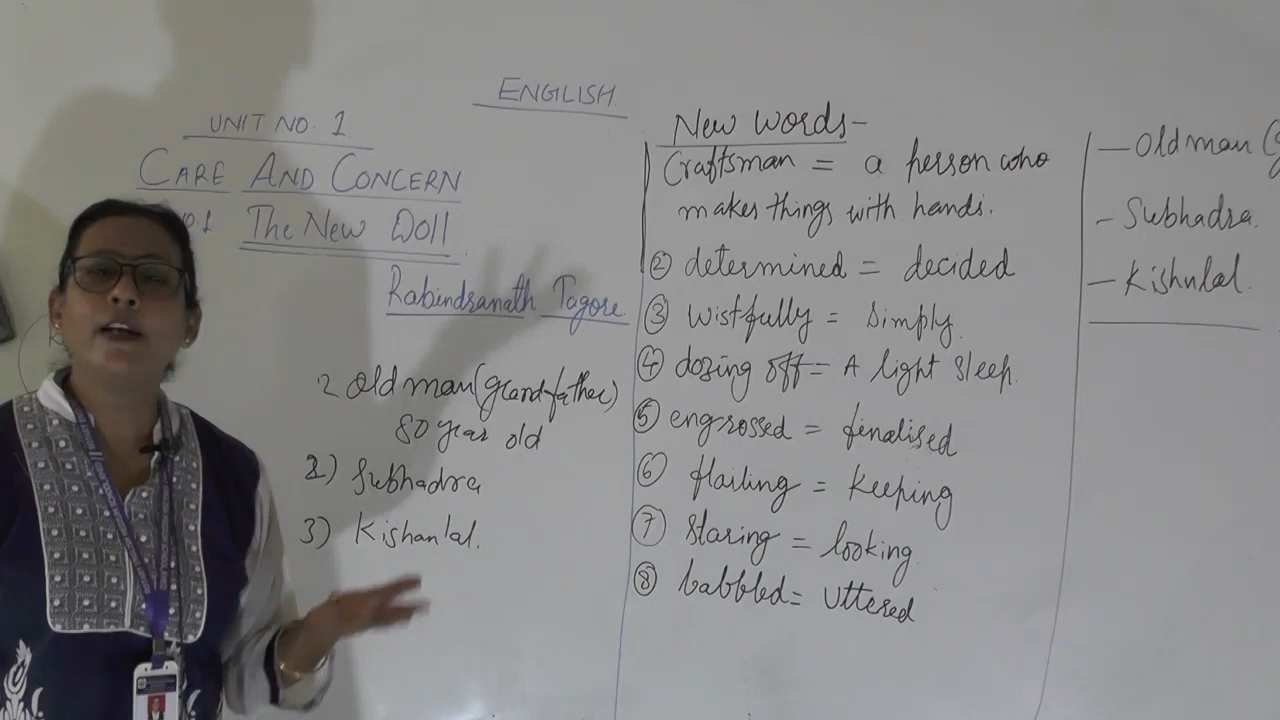 ENGLISH
UNIT NO. 1
CARE AND CONCERN
The New Doll
Rabindranath Tagore
2 Old man (grandfather)
80 year old
2) Subhadra
3) Kishanlal.
New words-
Craftsman = a person who
makes things with hands.
② determined = decided
③ wistfully = simply.
④ dozing off = A light sleep.
⑤ engrossed = finalised
⑥ flailing = keeping
⑦ staring = looking
⑧ babbled = uttered
- Old man (
- Subhadra.
- Kishnlal.